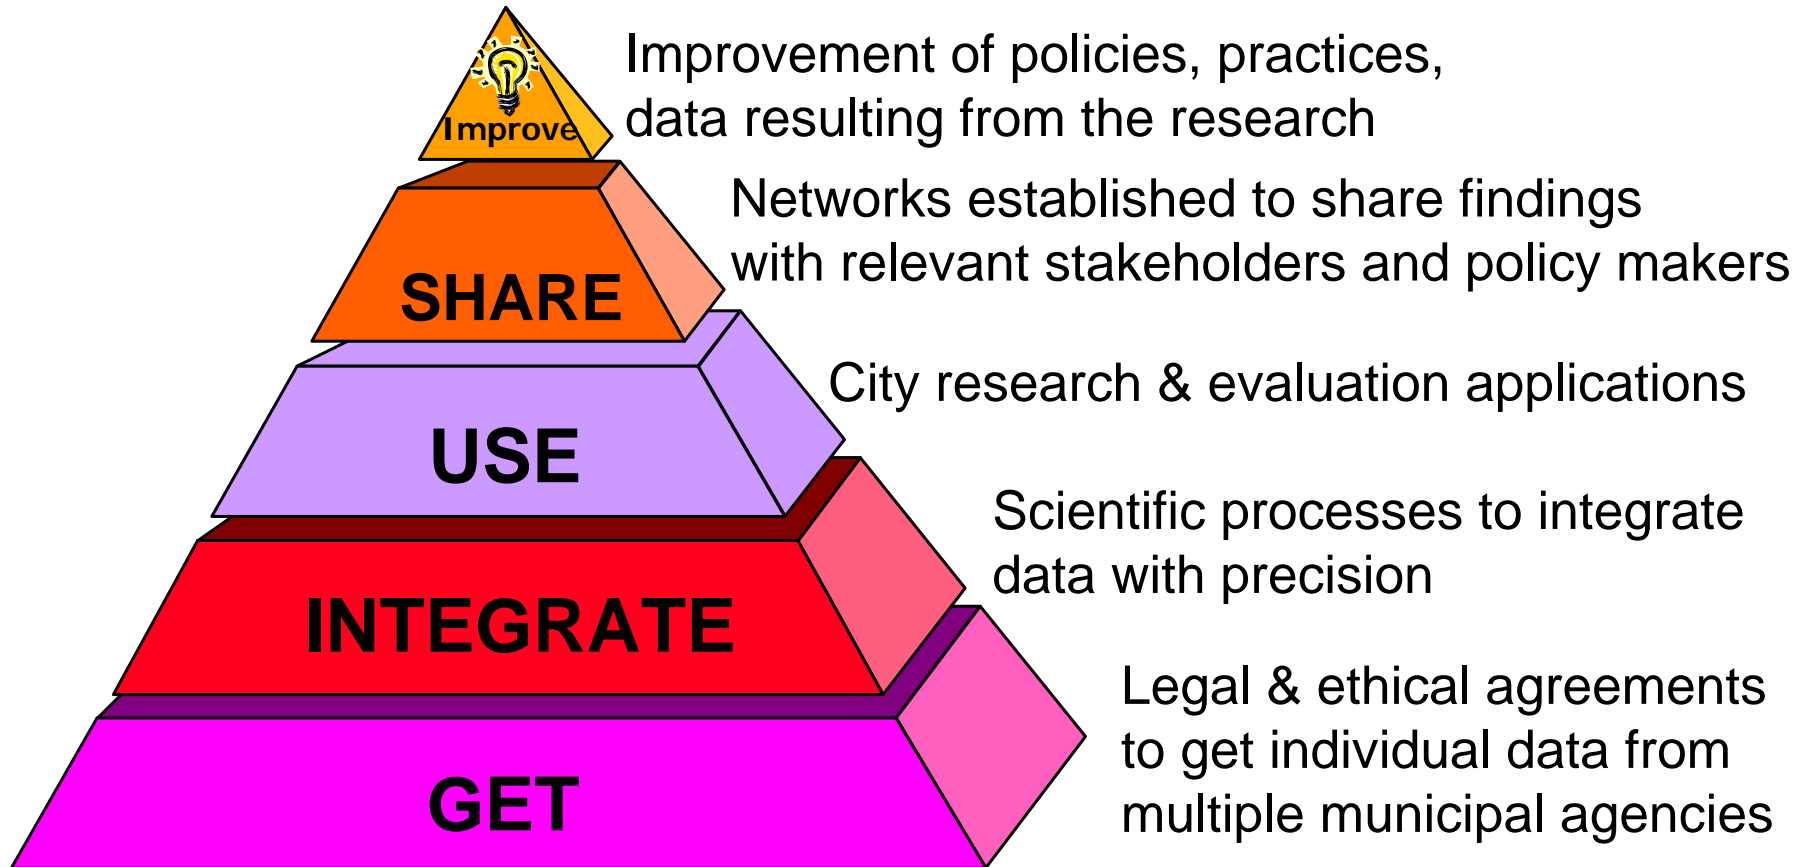 Improve
Improvement of policies, practices,
data resulting from the research
SHARE
Networks established to share findings
with relevant stakeholders and policy makers
USE
City research & evaluation applications
INTEGRATE
Scientific processes to integrate
data with precision
GET
Legal & ethical agreements
to get individual data from
multiple municipal agencies